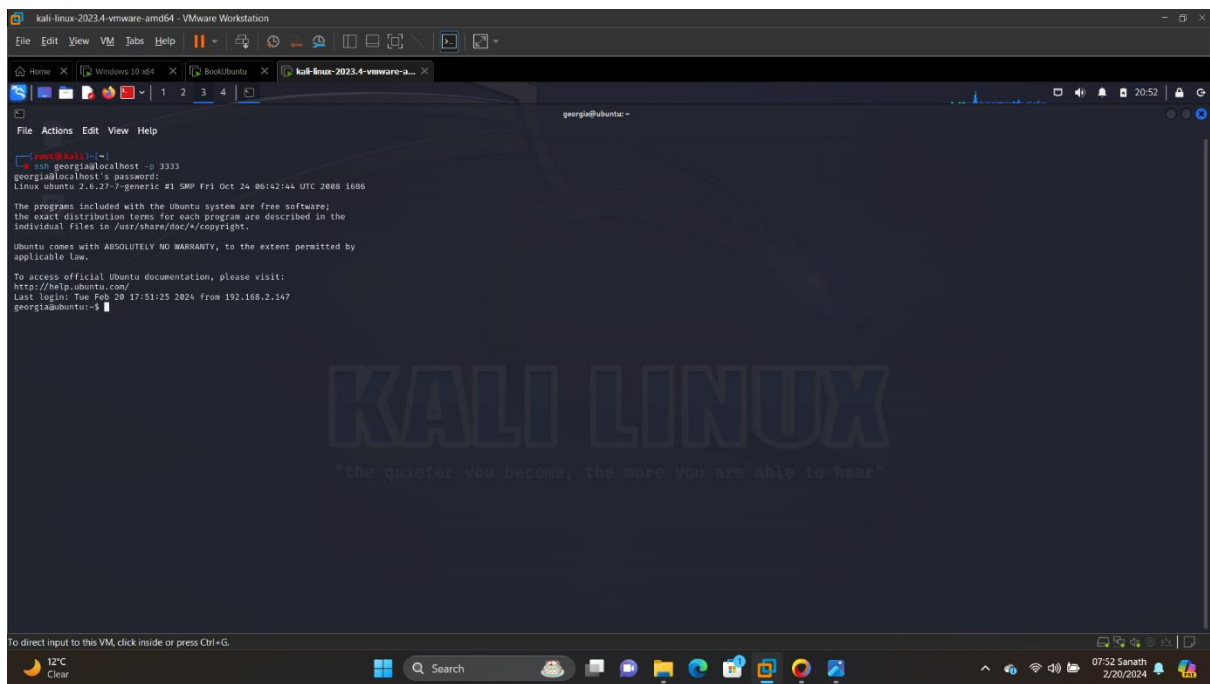 kali-linux-2023.4-vmware-amd64 - VMware Workstation
File Edit View VM Tabs Help
Home Windows 10 x64 BookUbuntu kali-linux-2023.4-vmware-a...
1 2 3 4 20:52
georgia@ubuntu: ~
File Actions Edit View Help
(root㉿kali)-[~]
# ssh georgia@localhost -p 3333
georgia@localhost's password:
Linux ubuntu 2.6.27-7-generic #1 SMP Fri Oct 24 06:42:44 UTC 2008 i686
The programs included with the Ubuntu system are free software;
the exact distribution terms for each program are described in the
individual files in /usr/share/doc/*/copyright.
Ubuntu comes with ABSOLUTELY NO WARRANTY, to the extent permitted by
applicable law.
To access official Ubuntu documentation, please visit:
http://help.ubuntu.com/
Last login: Tue Feb 20 17:51:25 2024 from 192.168.2.147
georgia@ubuntu:~$
KALI LINUX
"the quieter you become, the more you are able to hear"
To direct input to this VM, click inside or press Ctrl+G.
12°C
Clear
Search
07:52 Sanath
2/20/2024